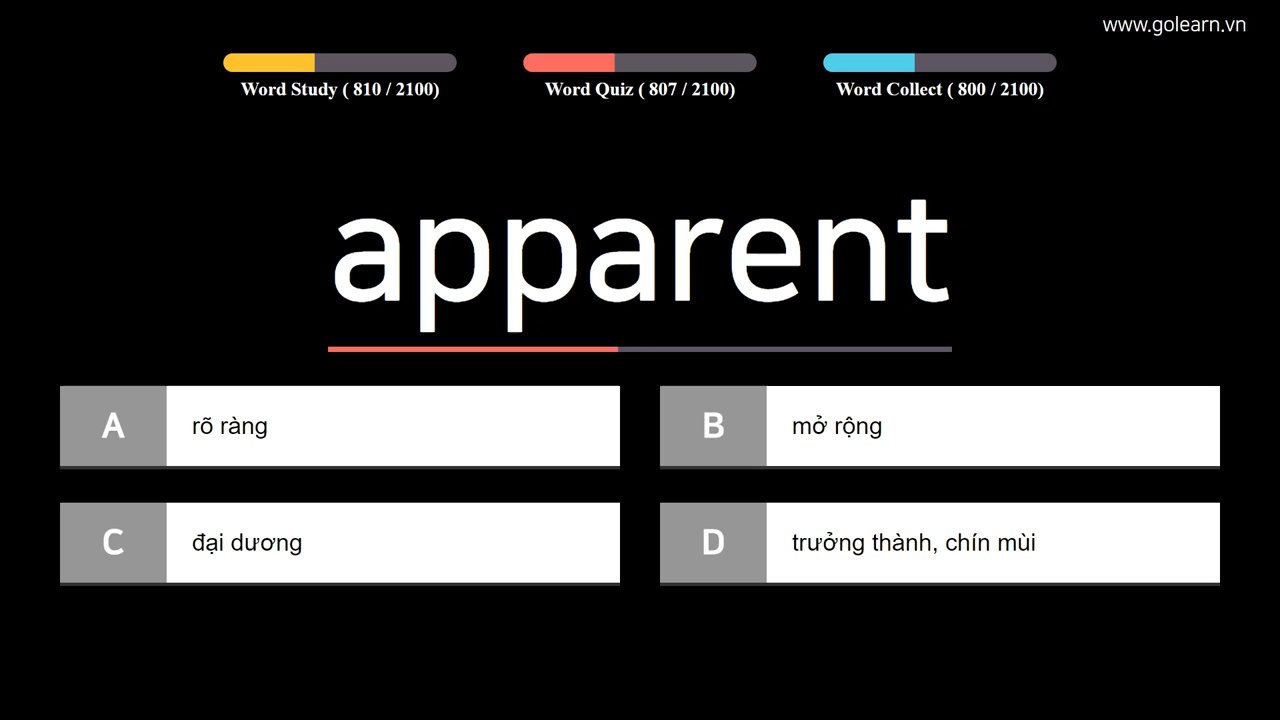 www.golearn.vn
Word Study ( 810 / 2100)
Word Quiz ( 807 / 2100)
Word Collect ( 800 / 2100)
apparent
A rõ ràng
B mở rộng
C đại dương
D trưởng thành, chín mùi